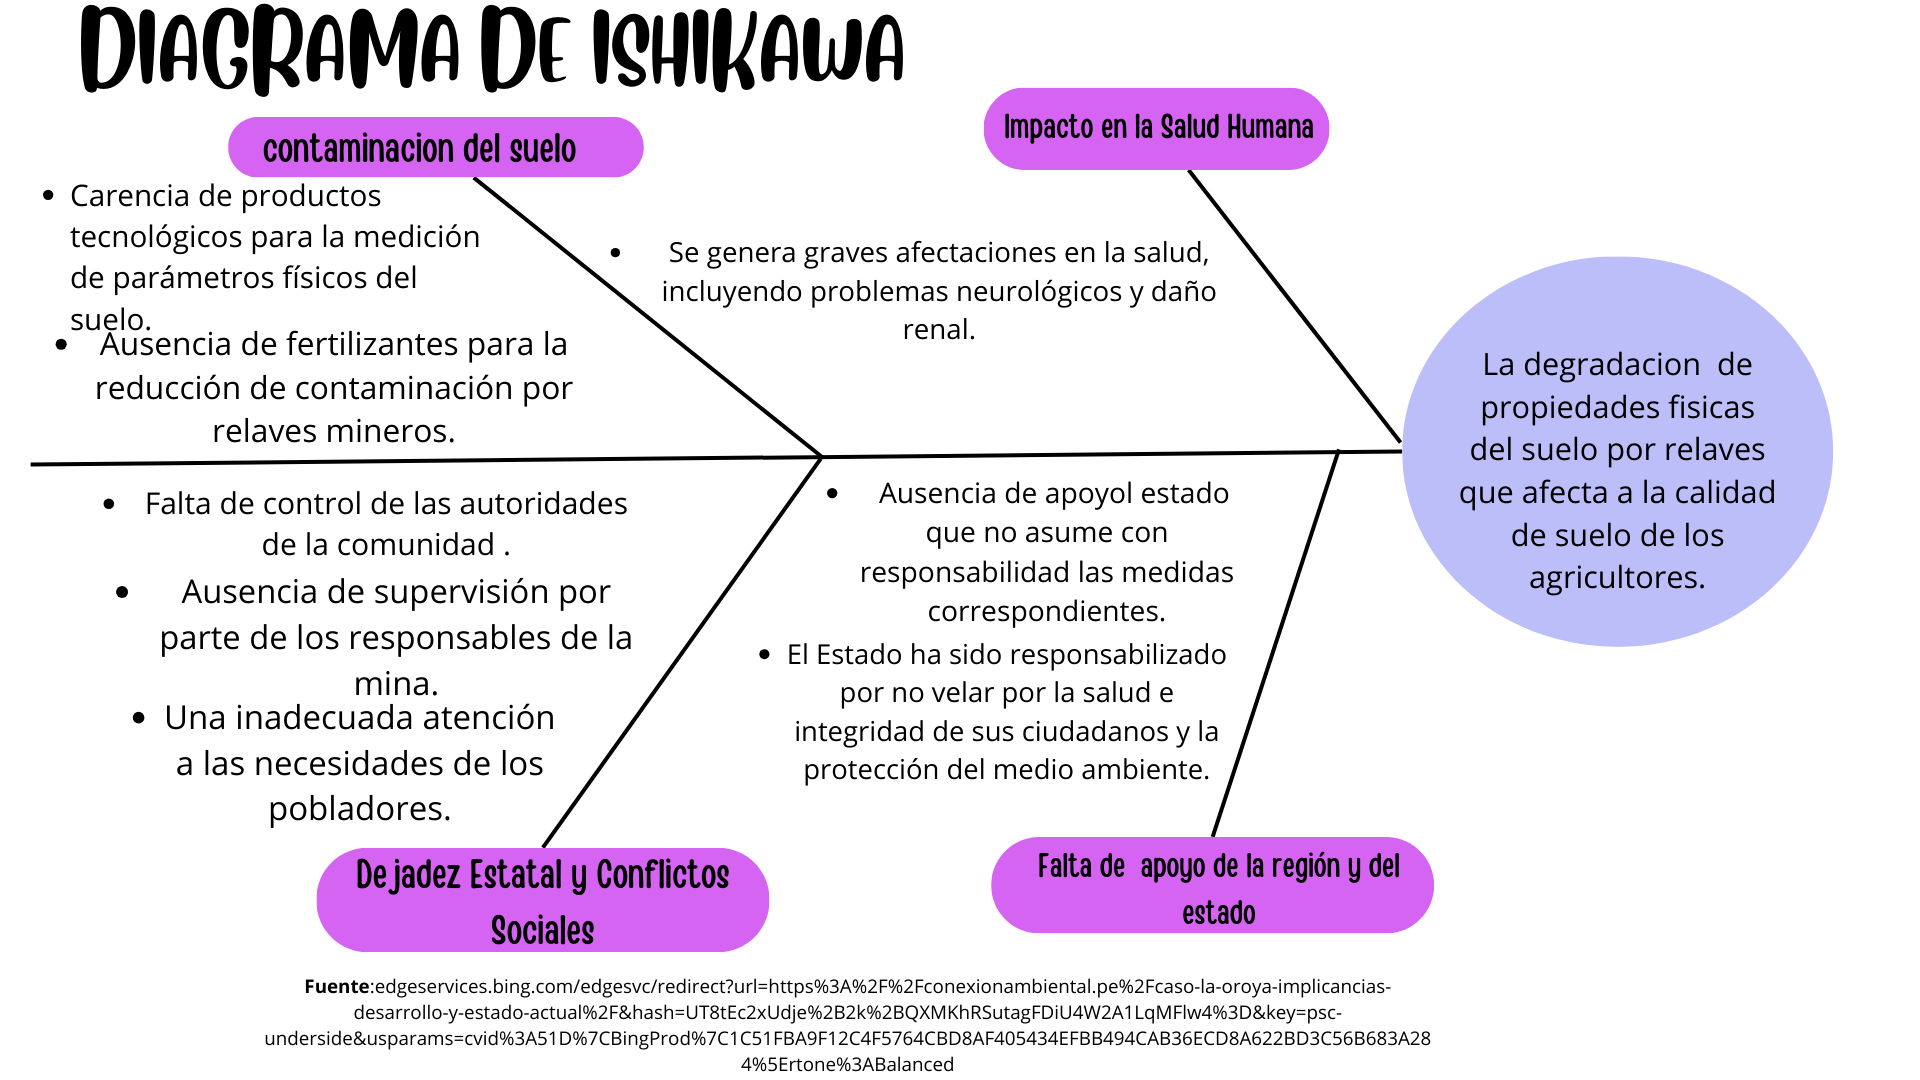 DIAGRAMA DE ISHIKAWA
contaminacion del suelo
Impacto en la Salud Humana
• Carencia de productos
tecnológicos para la medición
de parámetros físicos del
suelo.
• Ausencia de fertilizantes para la
reducción de contaminación por
relaves mineros.
• Se genera graves afectaciones en la salud,
incluyendo problemas neurológicos y daño
renal.
La degradacion  de
propiedades fisicas
del suelo por relaves
que afecta a la calidad
de suelo de los
agricultores.
• Falta de control de las autoridades
de la comunidad .
• Ausencia de supervisión por
parte de los responsables de la
mina.
• Una inadecuada atención
a las necesidades de los
pobladores.
• Ausencia de apoyol estado
que no asume con
responsabilidad las medidas
correspondientes.
• El Estado ha sido responsabilizado
por no velar por la salud e
integridad de sus ciudadanos y la
protección del medio ambiente.
Dejadez Estatal y Conflictos
Sociales
Falta de  apoyo de la región y del
estado
Fuente:edgeservices.bing.com/edgesvc/redirect?url=https%3A%2F%2Fconexionambiental.pe%2Fcaso-la-oroya-implicancias-
desarrollo-y-estado-actual%2F&hash=UT8tEc2xUdje%2B2k%2BQXMKhRSutagFDiU4W2A1LqMFlw4%3D&key=psc-
underside&usparams=cvid%3A51D%7CBingProd%7C1C51FBA9F12C4F5764CBD8AF405434EFBB494CAB36ECD8A622BD3C56B683A28
4%5Ertone%3ABalanced